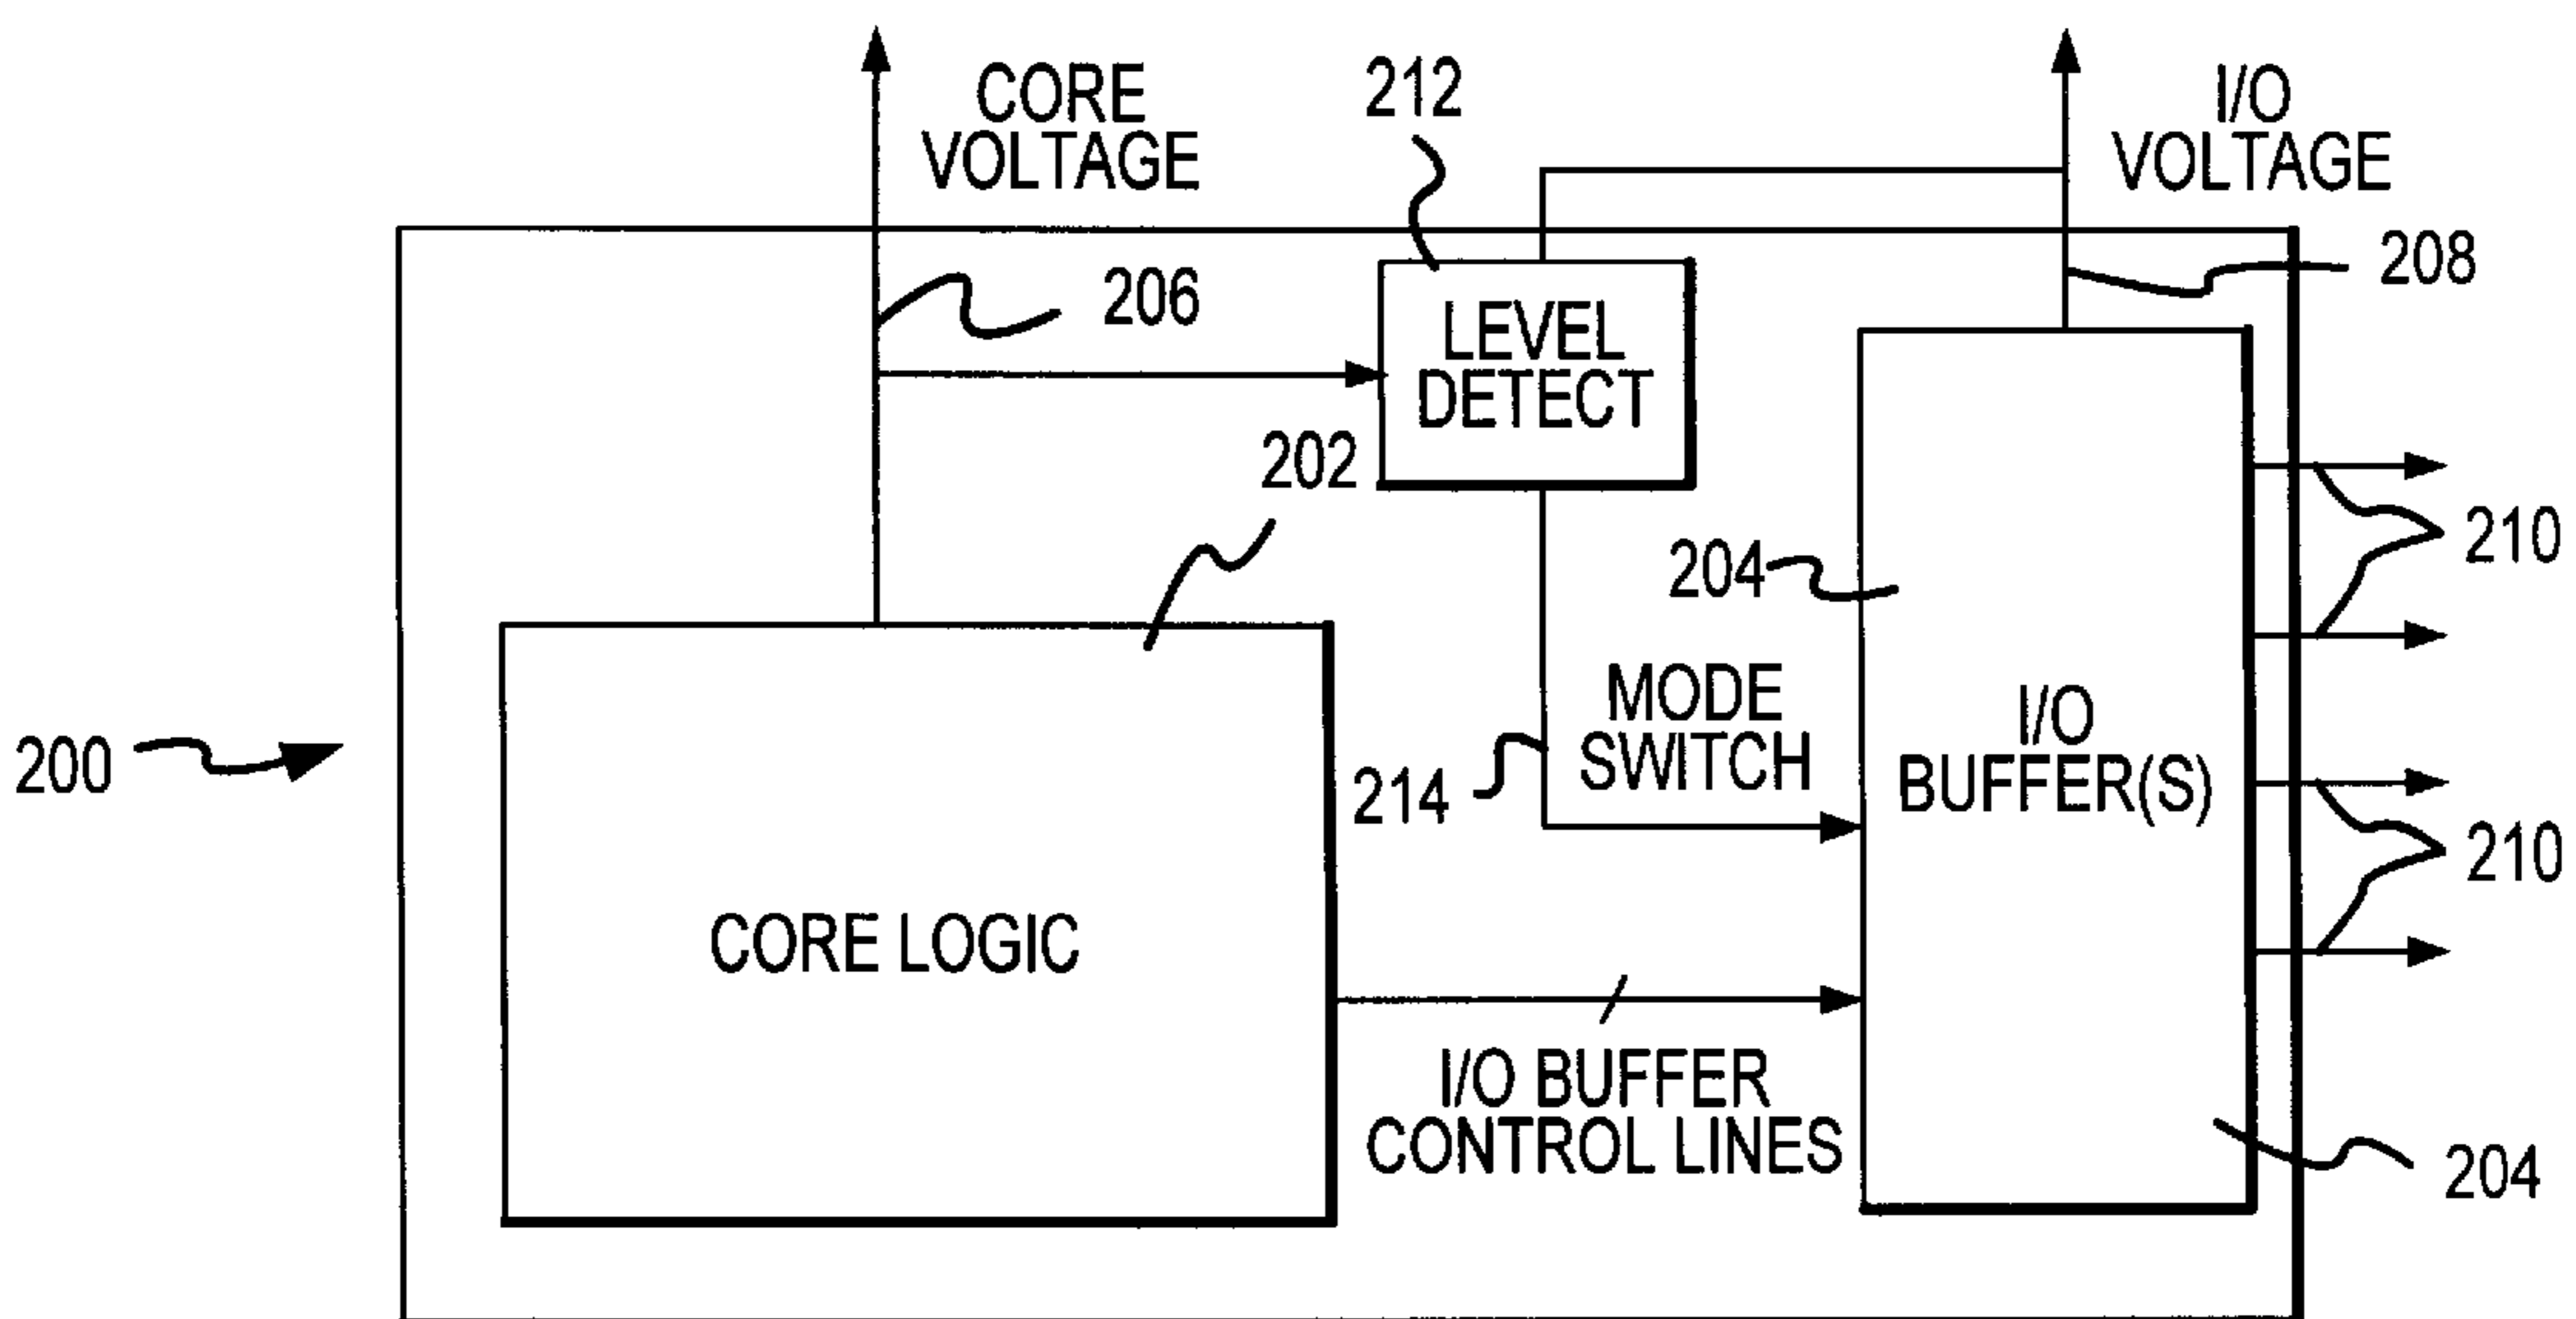 CORE
VOLTAGE
212
I/O
VOLTAGE
206
208
LEVEL
DETECT
202
210
204
MODE
SWITCH
214
I/O
BUFFER(S)
200
210
CORE LOGIC
I/O BUFFER
CONTROL LINES
204